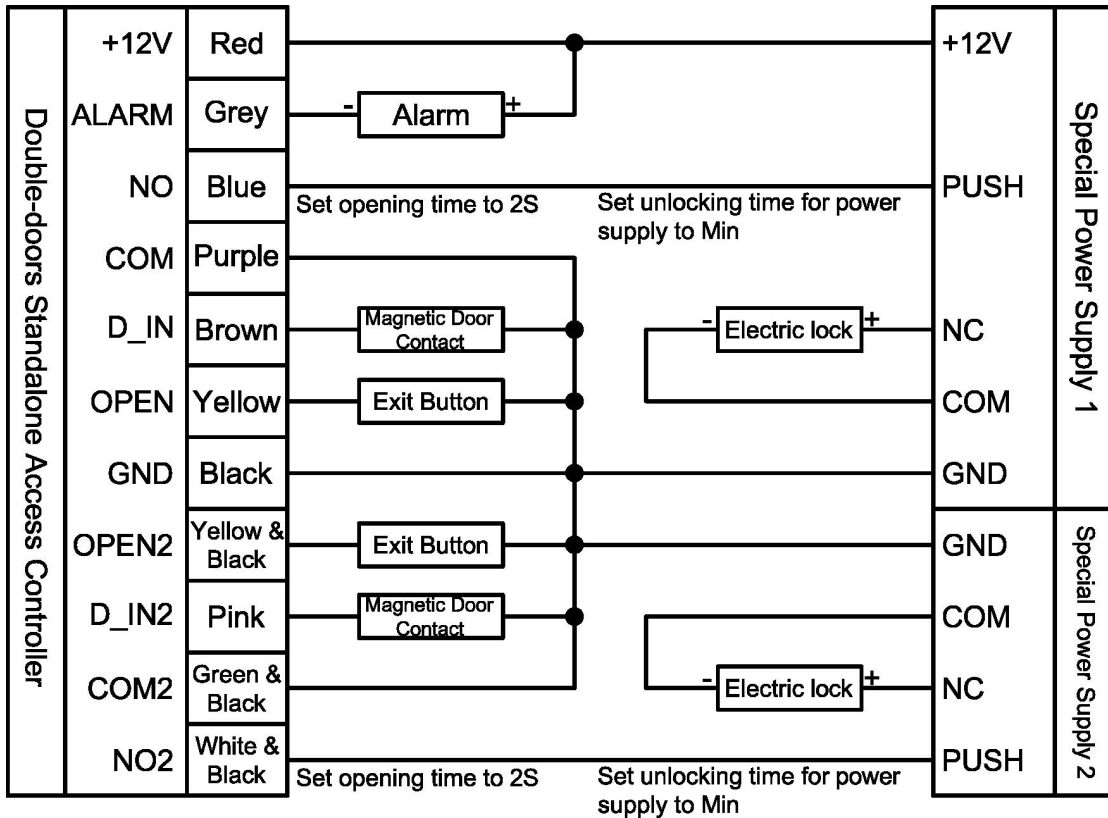 Double-doors Standalone Access Controller
+12V Red
ALARM Grey
NO Blue
COM Purple
D_IN Brown
OPEN Yellow
GND Black
OPEN2 Yellow &
Black
D_IN2 Pink
COM2 Green &
Black
NO2 White &
Black
- Alarm +
Set opening time to 2S
Set unlocking time for power
supply to Min
Magnetic Door
Contact
Exit Button
- Electric lock +
Exit Button
Magnetic Door
Contact
- Electric lock +
Set opening time to 2S
Set unlocking time for power
supply to Min
+12V
PUSH
NC
COM
GND
GND
COM
NC
PUSH
Special Power Supply 1
Special Power Supply 2